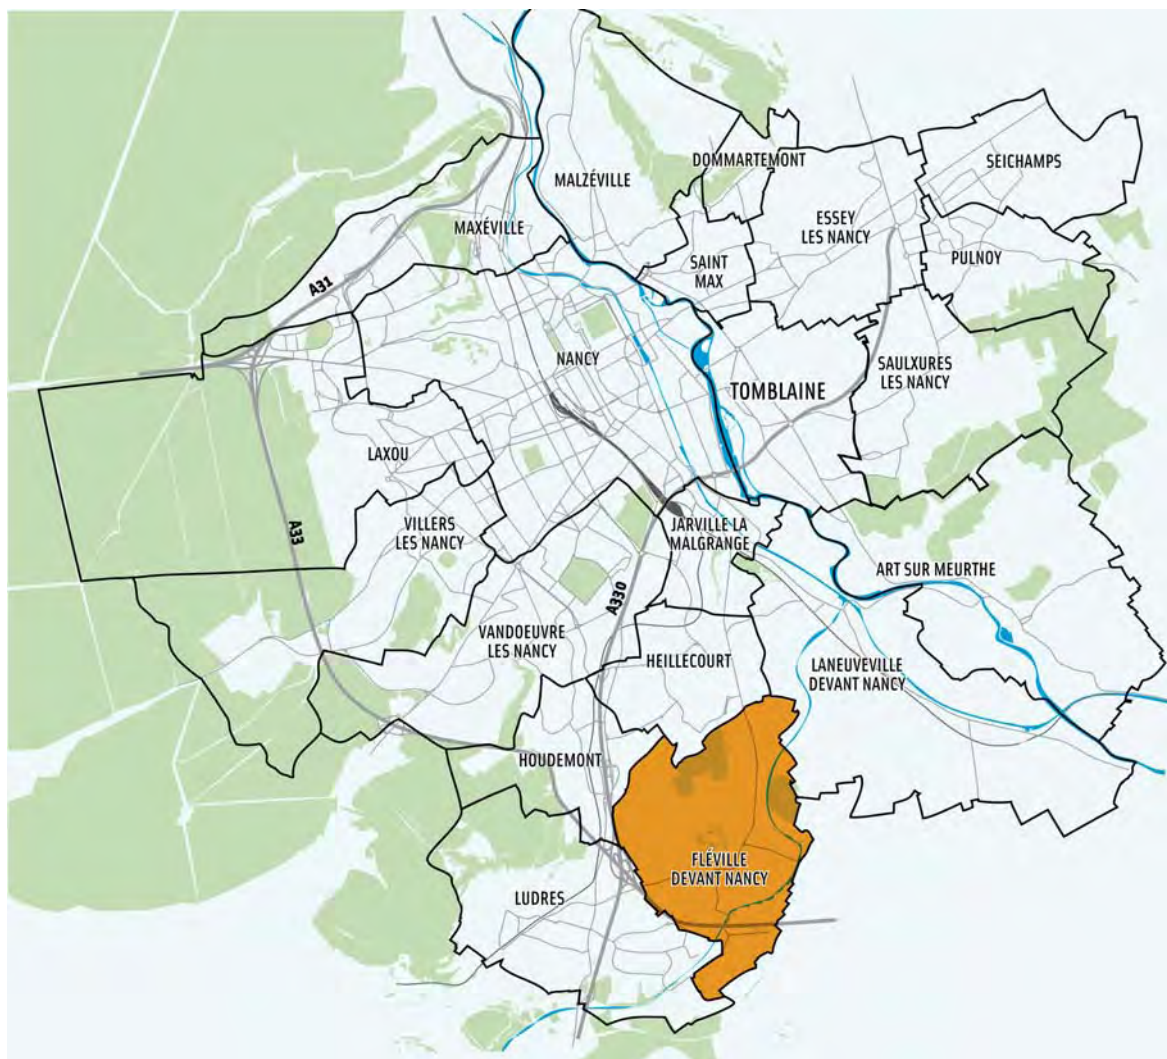 DOMMARTEMONT
SEICHAMPS
MALZÉVILLE
MAXÉVILLE
ESSEY
LES NANCY
SAINT
MAX
PULNOY
A31
NANCY
TOMBLAINE
SAULXURES
LES NANCY
LAXOU
VILLERS
LES NANCY
A33
JARVILLE LA
MALGRANGE
ART SUR MEURTHE
A330
VANDOEUVRE
LES NANCY
HEILLECOURT
LANEUVEVILLE
DEVANT NANCY
HOUDEMONT
FLÉVILLE
DEVANT NANCY
LUDRES